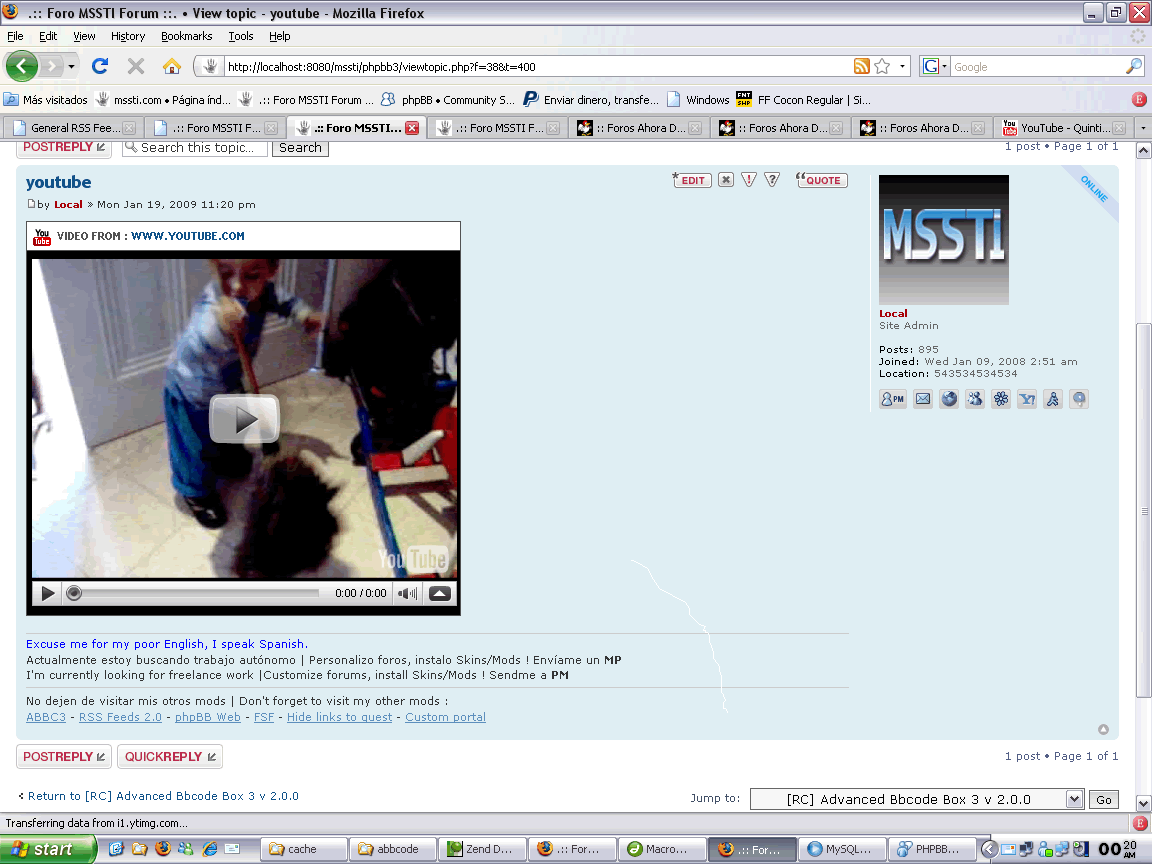 .:: Foro MSSTI Forum ::. • View topic - youtube - Mozilla Firefox
File Edit View History Bookmarks Tools Help
http://localhost:8080/mssti/phpbb3/viewtopic.php?f=38&t=400
G Google
Más visitados mssti.com • Página índ... .:: Foro MSSTI Forum ... phpBB • Community S... Enviar dinero, transfe... Windows FNT SHP FF Cocon Regular | Si... E
General RSS Fee... .:: Foro MSSTI F... .:: Foro MSSTI... .:: Foro MSSTI F... :: Foros Ahora D... :: Foros Ahora D... :: Foros Ahora D... You Tube YouTube - Quinti...
POSTREPLY Search this topic... Search 1 post • Page 1 of 1
youtube
EDIT ! ? QUOTE
ONLINE
by Local » Mon Jan 19, 2009 11:20 pm
You Tube VIDEO FROM : WWW.YOUTUBE.COM
MSSTI
Local
Site Admin
Posts: 895
Joined: Wed Jan 09, 2008 2:51 am
Location: 543534534534
PM
YouTube
0:00 / 0:00
Excuse me for my poor English, I speak Spanish.
Actualmente estoy buscando trabajo autónomo | Personalizo foros, instalo Skins/Mods ! Envíame un MP
I'm currently looking for freelance work |Customize forums, install Skins/Mods ! Sendme a PM
No dejen de visitar mis otros mods | Don't forget to visit my other mods :
ABBC3 - RSS Feeds 2.0 - phpBB Web - FSF - Hide links to guest - Custom portal
POSTREPLY QUICKREPLY 1 post • Page 1 of 1
Return to [RC] Advanced Bbcode Box 3 v 2.0.0
Jump to: [RC] Advanced Bbcode Box 3 v 2.0.0 Go
Transferring data from i1.ytimg.com... E
start cache abbcode Zend D... .:: For... Macro... .:: For... MySQL... PHPBB... 00 20 AM